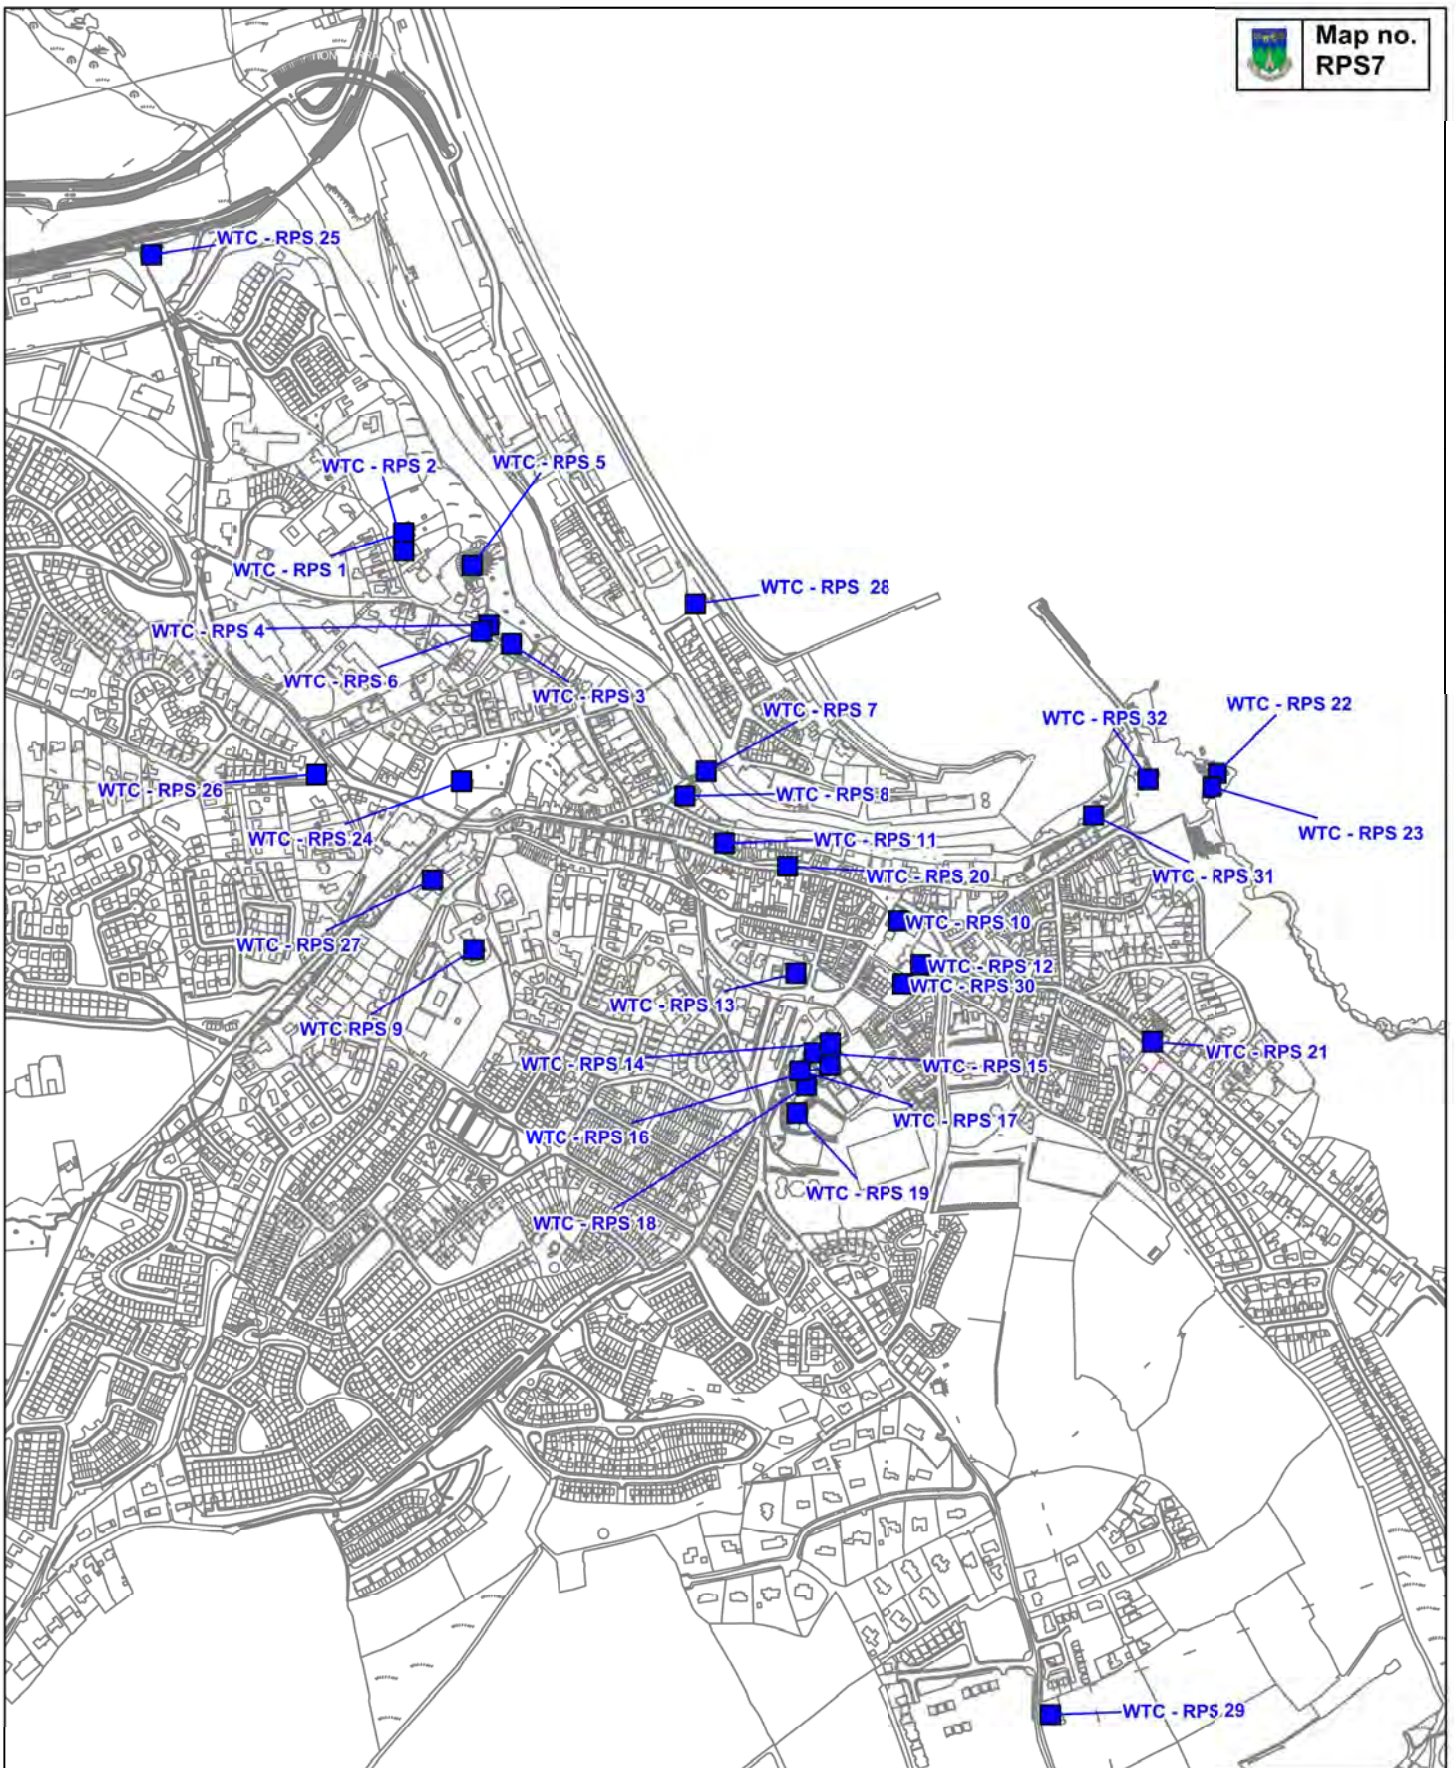 Map no.
RPS7
WTC - RPS 25
WTC - RPS 5
WTC - RPS 2
WTC - RPS 1
WTC - RPS 28
WTC - RPS 4
WTC - RPS 6
WTC - RPS 3
WTC - RPS 22
WTC - RPS 7
WTC - RPS 32
WTC - RPS 26
WTC - RPS 8
WTC - RPS 23
WTC - RPS 24
WTC - RPS 11
WTC - RPS 20
WTC - RPS 31
WTC - RPS 10
WTC - RPS 27
WTC - RPS 12
WTC - RPS 30
WTC - RPS 13
WTC RPS 9
WTC - RPS 21
WTC - RPS 14
WTC - RPS 15
WTC - RPS 17
WTC - RPS 16
WTC - RPS 19
WTC - RPS 18
WTC - RPS 29